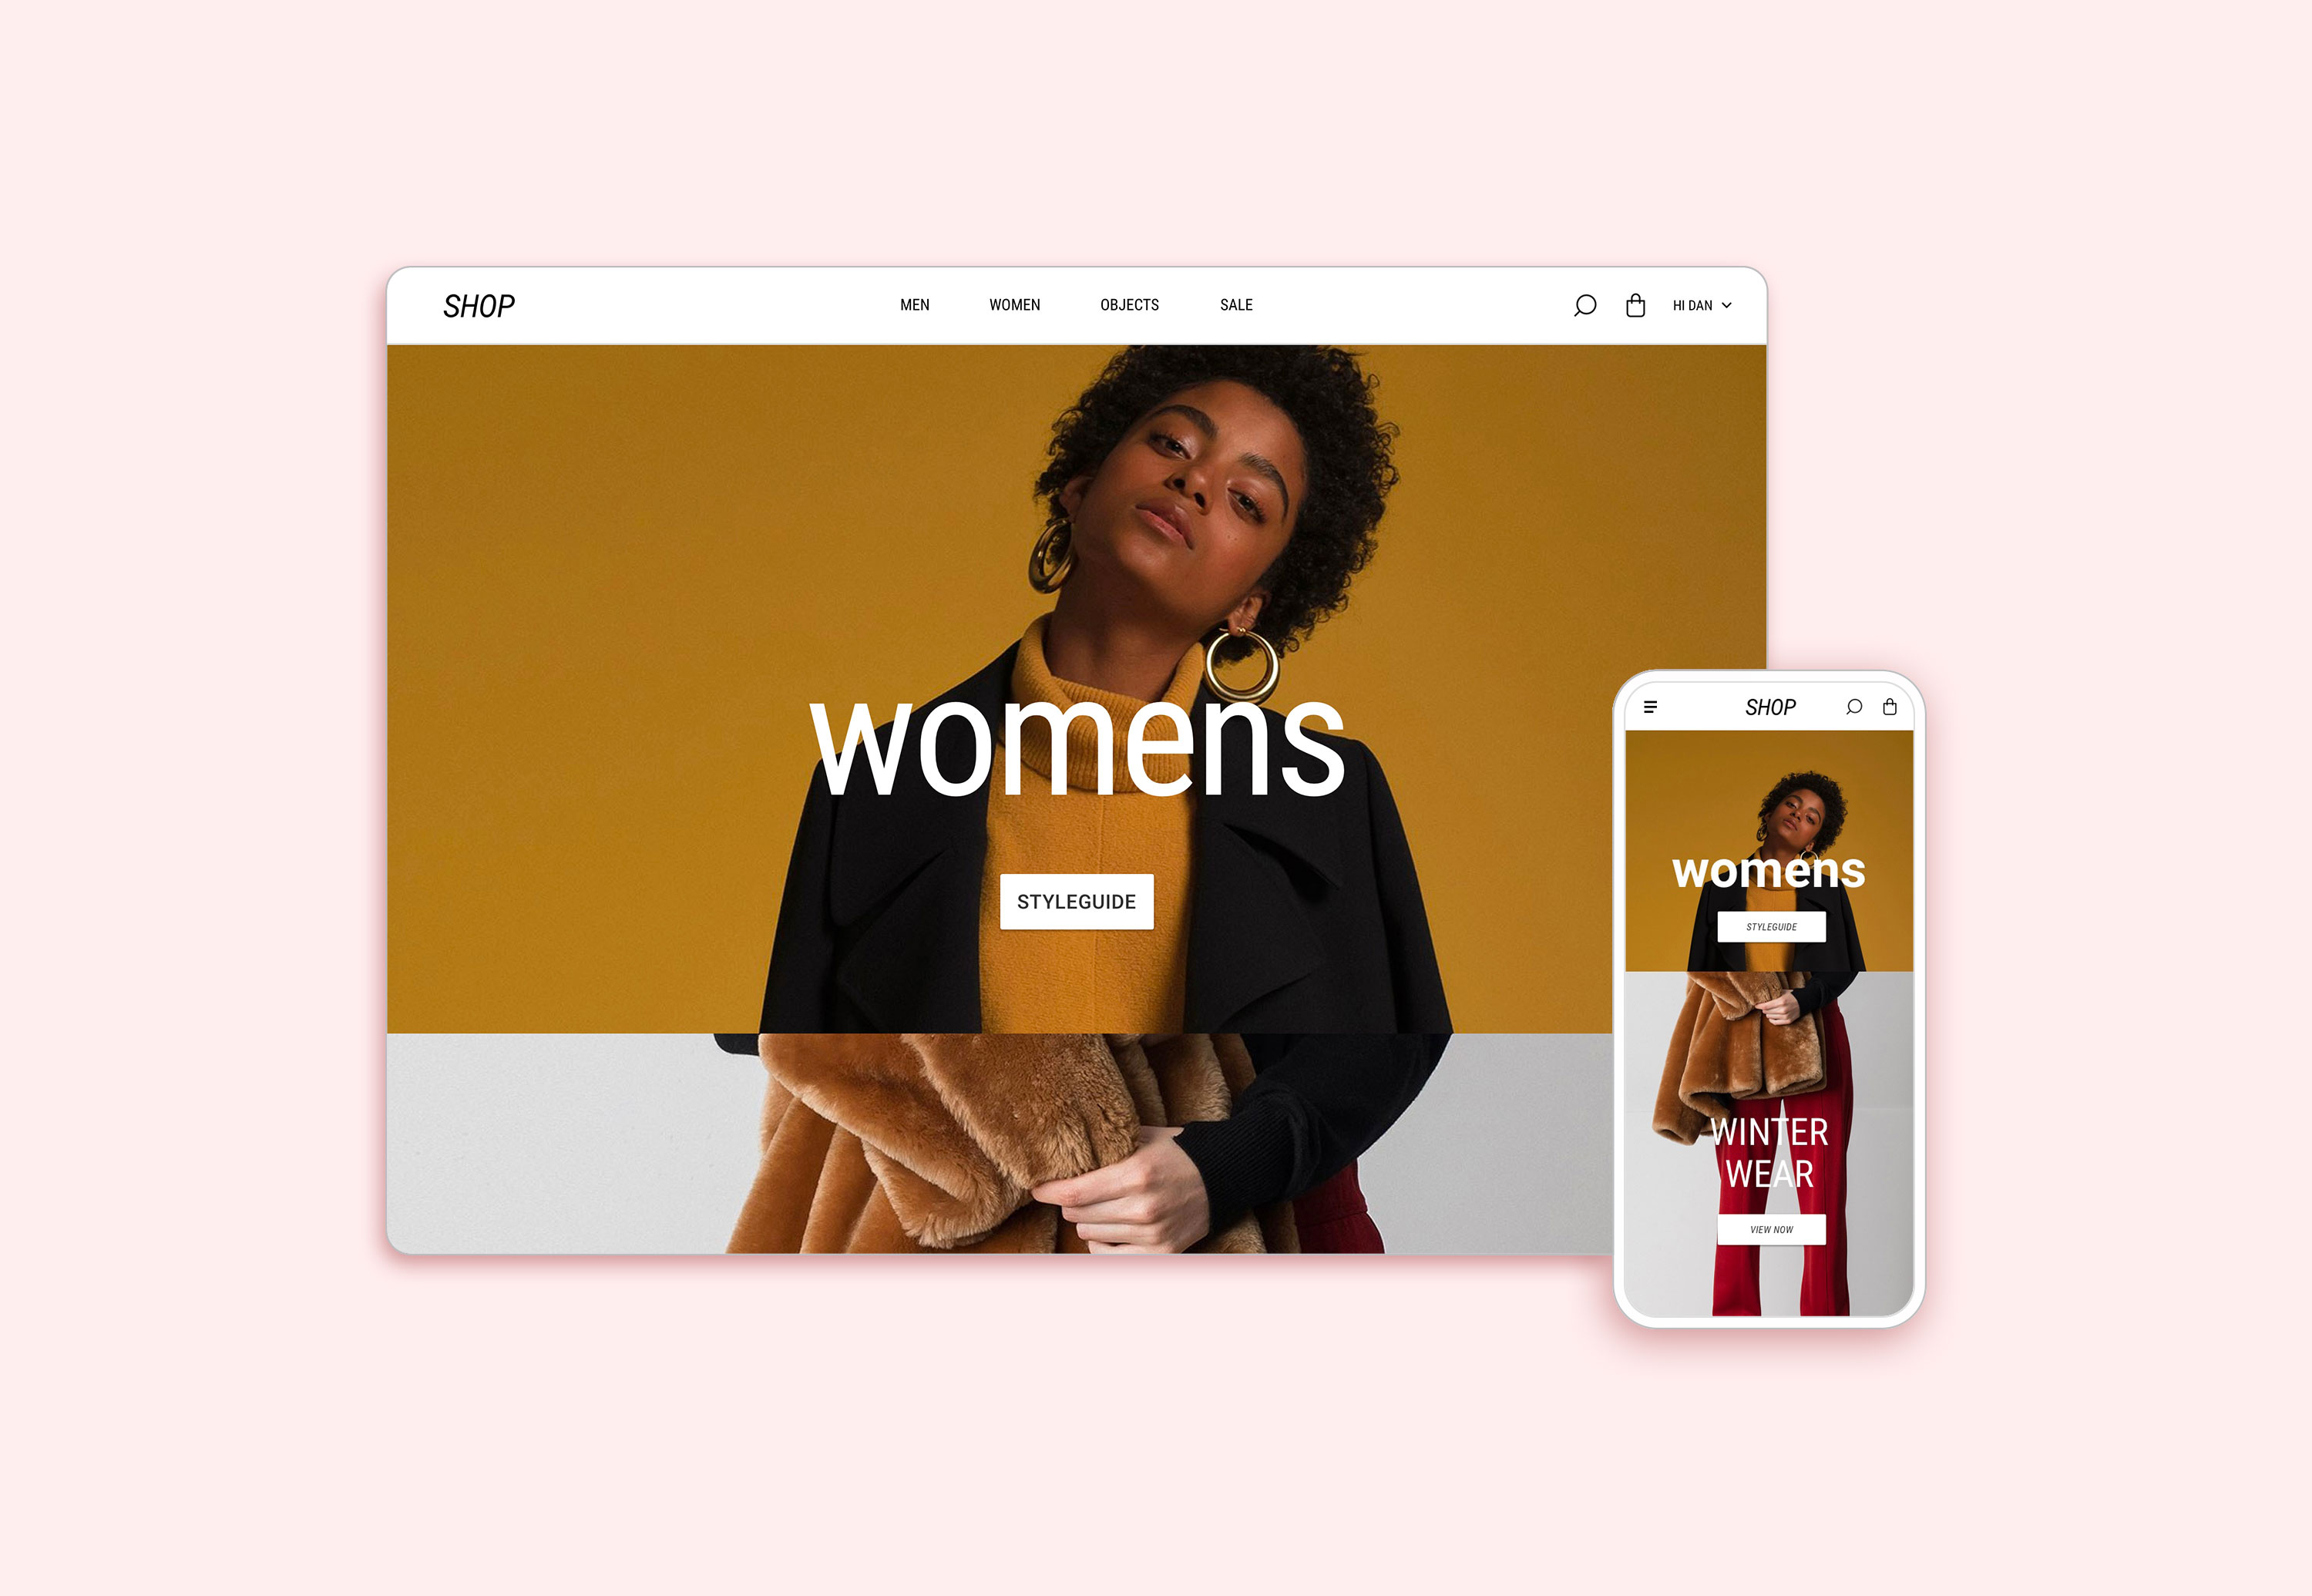 SHOP
MEN
WOMEN
OBJECTS
SALE
HI DAN
womens
STYLEGUIDE
SHOP
womens
STYLEGUIDE
WINTER
WEAR
VIEW NOW